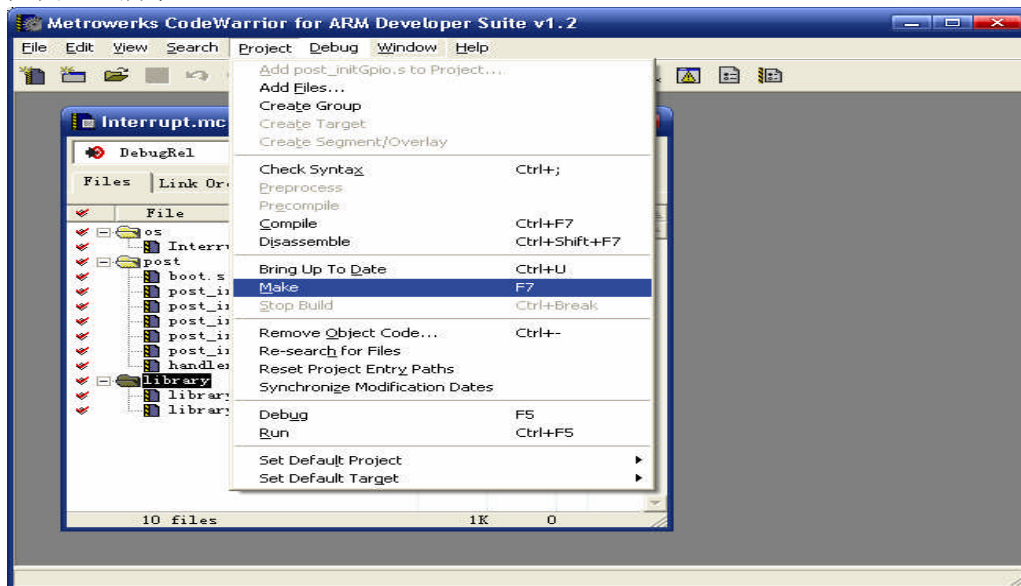 Metrowerks CodeWarrior for ARM Developer Suite v1.2
File Edit View Search Project Debug Window Help
Add post_initGpio.s to Project...
Add Files...
Create Group
Create Target
Create Segment/Overlay
Check Syntax Ctrl+;
Preprocess
Precompile
Compile Ctrl+F7
Disassemble Ctrl+Shift+F7
Bring Up To Date Ctrl+U
Make F7
Stop Build Ctrl+Break
Remove Object Code... Ctrl+-
Re-search for Files
Reset Project Entry Paths
Synchronize Modification Dates
Debug F5
Run Ctrl+F5
Set Default Project
Set Default Target
Interrupt.mc
DebugRel
Files Link Or
File
os
Interr
post
boot.s
post_i
post_i
post_i
post_i
post_i
handle
library
library
library
10 files 1K 0